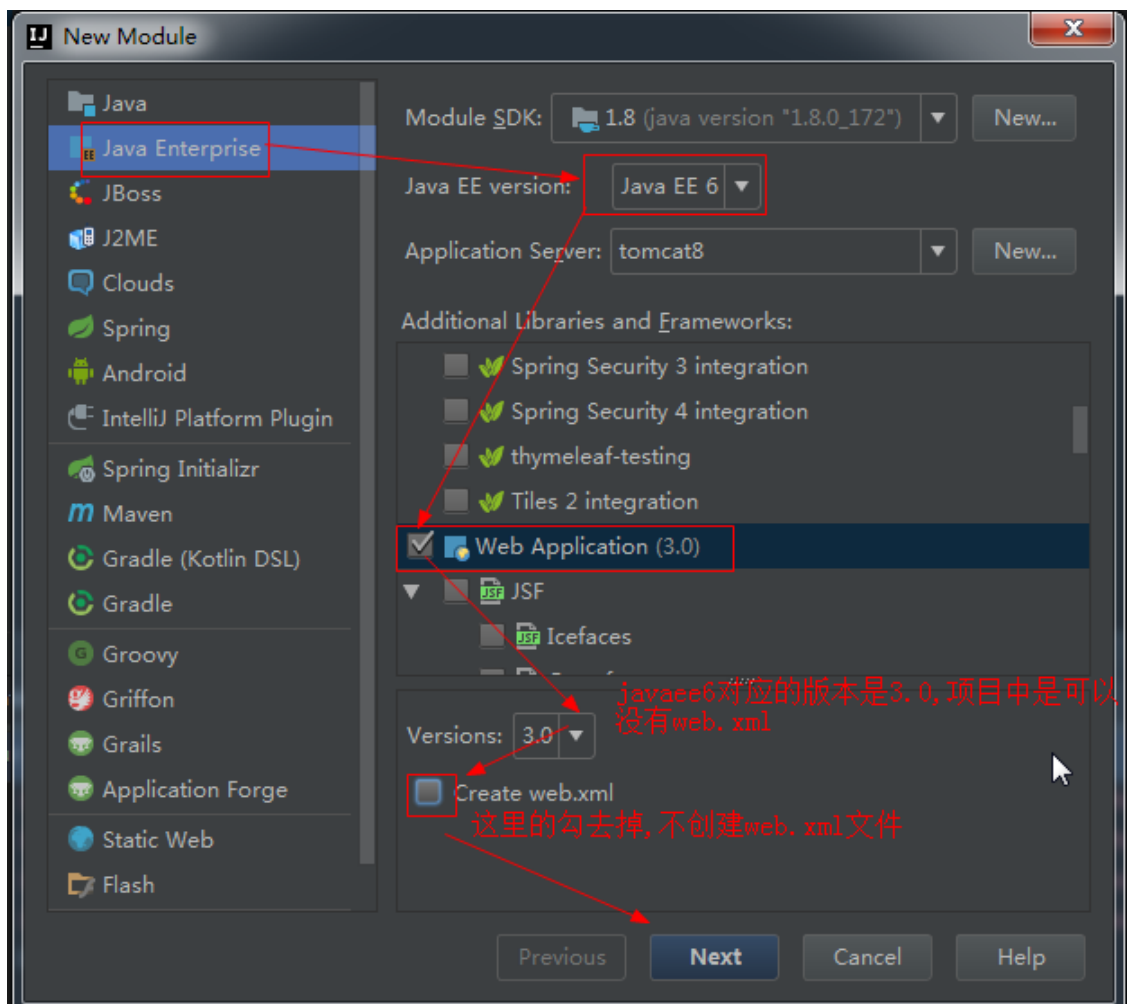 New Module
Java
Java Enterprise
JBoss
J2ME
Clouds
Spring
Android
IntelliJ Platform Plugin
Spring Initializr
Maven
Gradle (Kotlin DSL)
Gradle
Groovy
Griffon
Grails
Application Forge
Static Web
Flash
Module SDK: 1.8 (java version "1.8.0_172") New...
Java EE version: Java EE 6
Application Server: tomcat8 New...
Additional Libraries and Frameworks:
Spring Security 3 integration
Spring Security 4 integration
thymeleaf-testing
Tiles 2 integration
Web Application (3.0)
JSF
Icefaces
javaee6对应的版本是3.0,项目中是可以
没有web.xml
Versions: 3.0
Create web.xml
这里的勾去掉,不创建web.xml文件
Previous Next Cancel Help